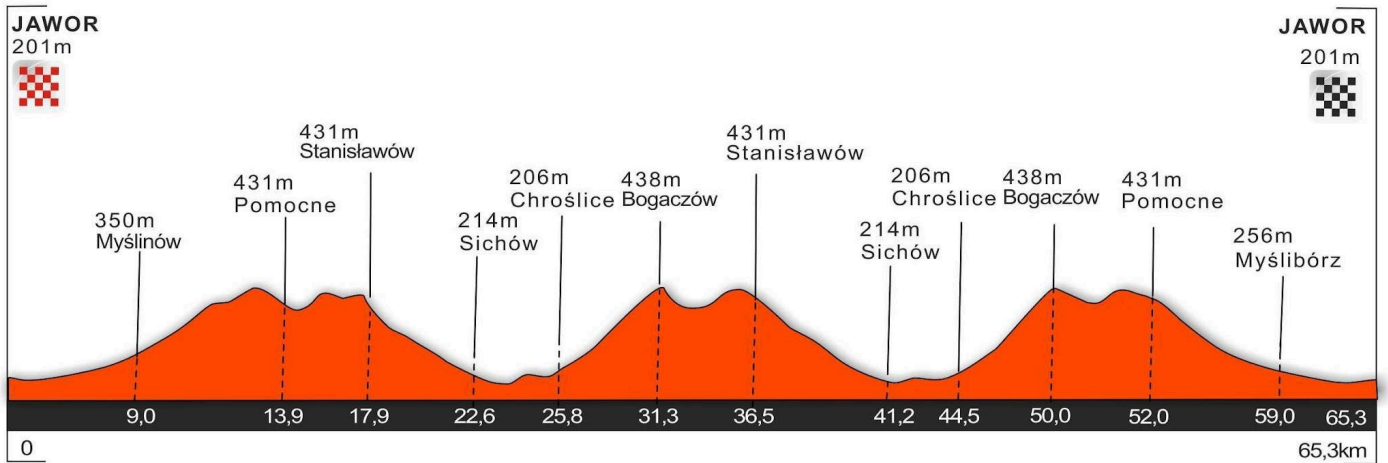 JAWOR
201m
350m
Myślinów
431m
Pomocne
431m
Stanisławów
214m
Sichów
206m
Chroślice
438m
Bogaczów
431m
Stanisławów
214m
Sichów
206m
Chroślice
438m
Bogaczów
431m
Pomocne
256m
Myślibórz
JAWOR
201m
9,0 13,9 17,9 22,6 25,8 31,3 36,5 41,2 44,5 50,0 52,0 59,0 65,3
0 65,3km